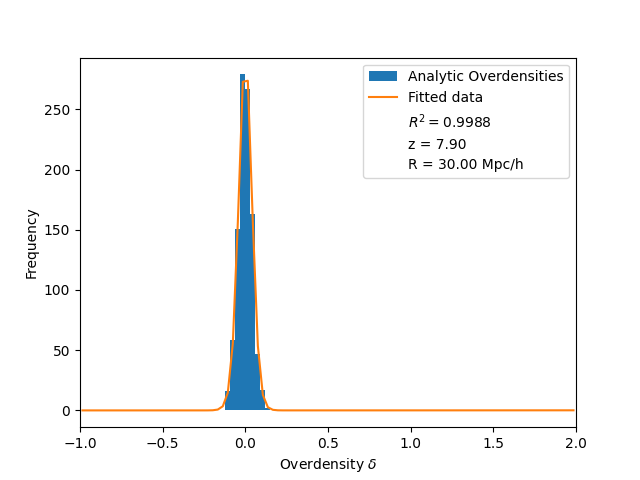 Analytic Overdensities
Fitted data
R² = 0.9988
z = 7.90
R = 30.00 Mpc/h
Frequency
250
200
150
100
50
0
−1.0 −0.5 0.0 0.5 1.0 1.5 2.0
Overdensity δ